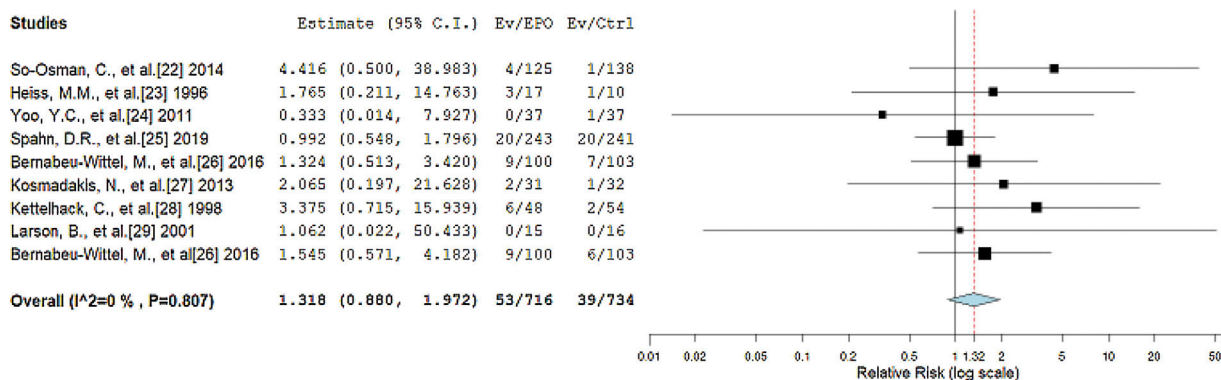 Studies Estimate (95% C.I.) Ev/EPO Ev/Ctrl
So-Osman, C., et al.[22] 2014 4.416 (0.500, 38.983) 4/125 1/138
Heiss, M.M., et al.[23] 1996 1.765 (0.211, 14.763) 3/17 1/10
Yoo, Y.C., et al.[24] 2011 0.333 (0.014, 7.927) 0/37 1/37
Spahn, D.R., et al.[25] 2019 0.992 (0.548, 1.796) 20/243 20/241
Bernabeu-Wittel, M., et al.[26] 2016 1.324 (0.513, 3.420) 9/100 7/103
Kosmadakis, N., et al.[27] 2013 2.065 (0.197, 21.628) 2/31 1/32
Kettelhack, C., et al.[28] 1998 3.375 (0.715, 15.939) 6/48 2/54
Larson, B., et al.[29] 2001 1.062 (0.022, 50.433) 0/15 0/16
Bernabeu-Wittel, M., et al[26] 2016 1.545 (0.571, 4.182) 9/100 6/103
Overall (I^2=0 % , P=0.807) 1.318 (0.880, 1.972) 53/716 39/734
0.01 0.02 0.05 0.1 0.2 0.5 1 1.32 2 5 10 20 50
Relative Risk (log scale)